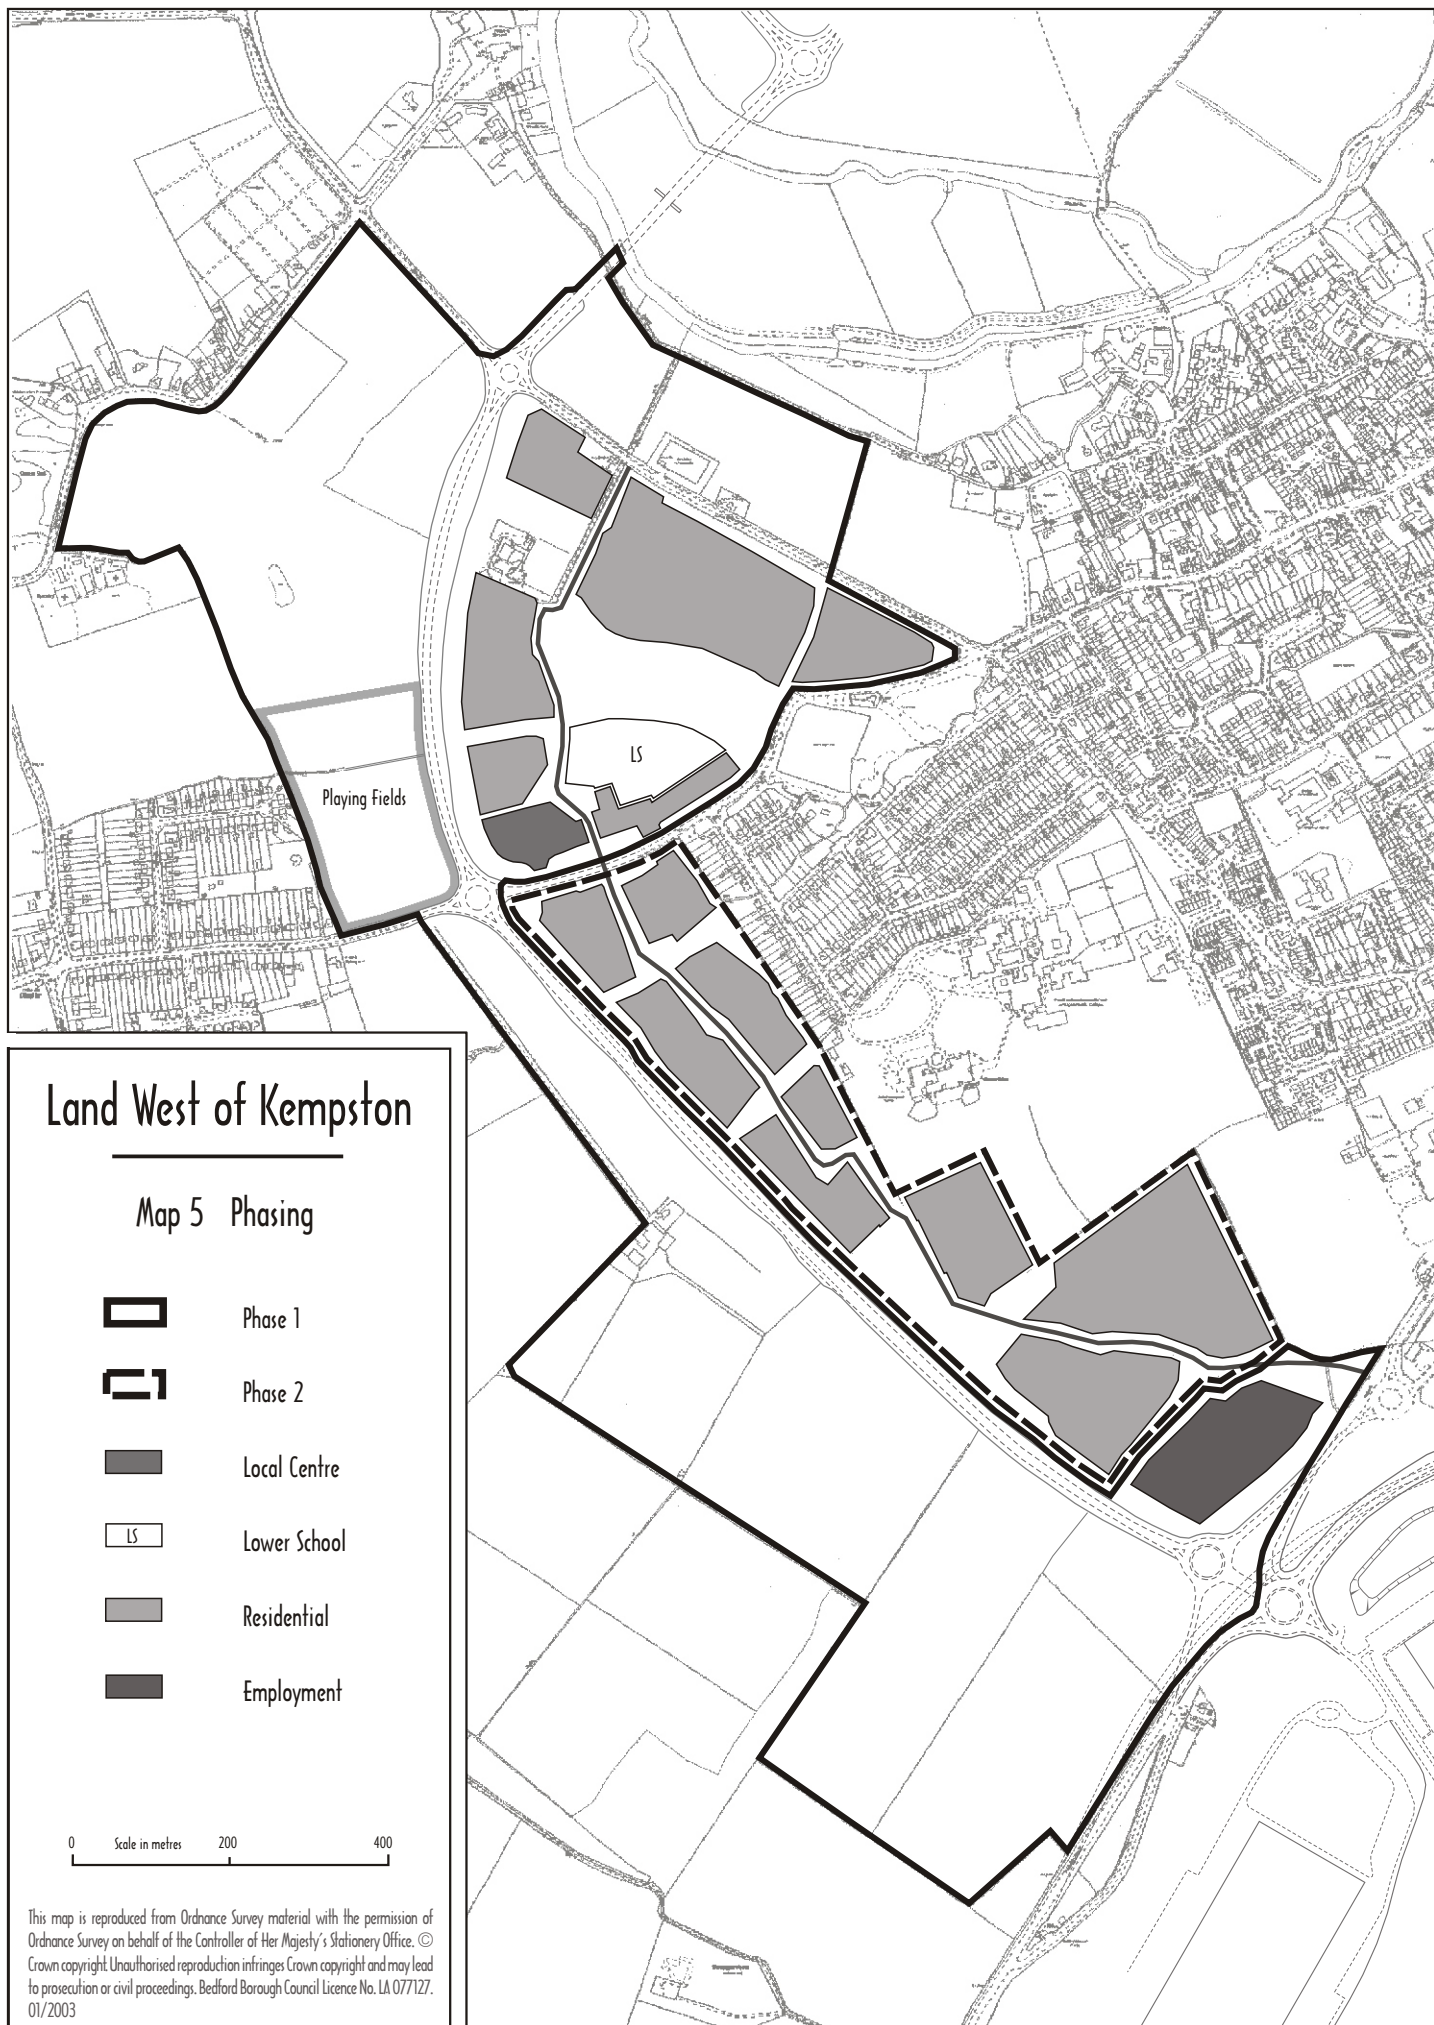 LS
Playing Fields
Land West of Kempston
Map 5 Phasing
Phase 1
Phase 2
Local Centre
LS Lower School
Residential
Employment
0 Scale in metres 200 400
This map is reproduced from Ordnance Survey material with the permission of
Ordnance Survey on behalf of the Controller of Her Majesty's Stationery Office. ©
Crown copyright Unauthorised reproduction infringes Crown copyright and may lead
to prosecution or civil proceedings. Bedford Borough Council Licence No. LA 077127.
01/2003